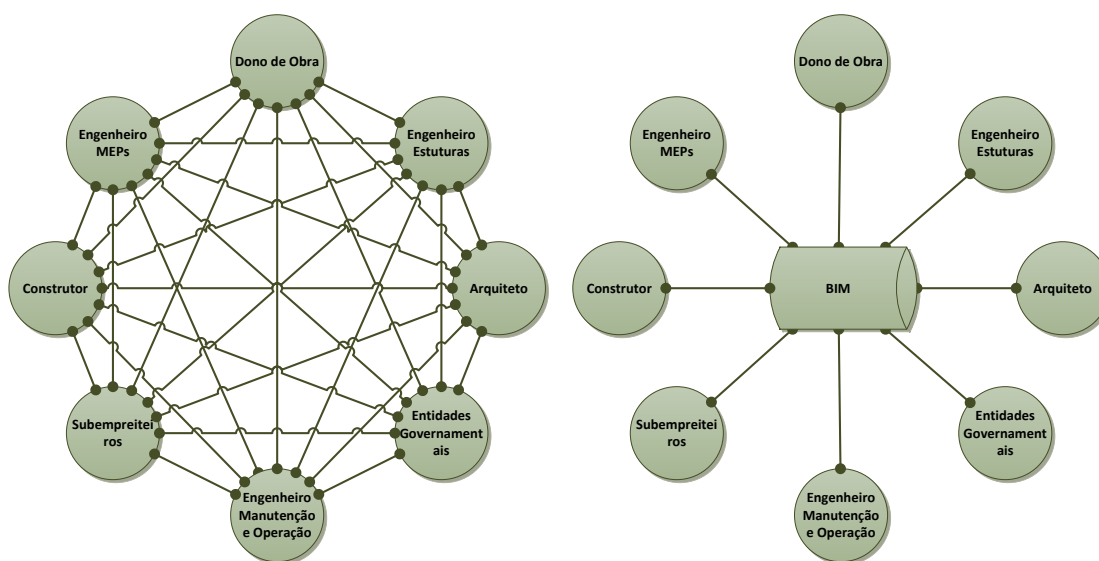 Dono de Obra
Engenheiro
MEPs
Engenheiro
Estuturas
Construtor
Arquiteto
Subempreitei
ros
Entidades
Governament
ais
Engenheiro
Manutenção
e Operação
Dono de Obra
Engenheiro
MEPs
Engenheiro
Estuturas
Construtor
BIM
Arquiteto
Subempreitei
ros
Entidades
Governament
ais
Engenheiro
Manutenção
e Operação